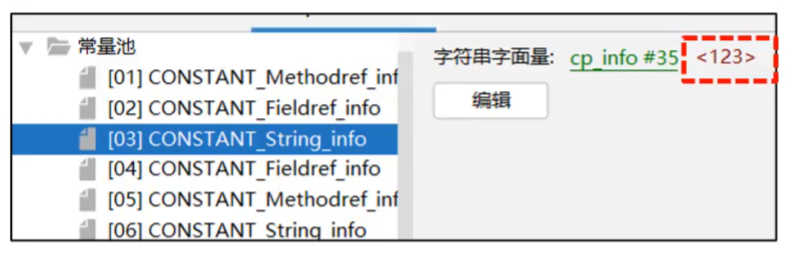 常量池
[01] CONSTANT_Methodref_inf
[02] CONSTANT_Fieldref_info
[03] CONSTANT_String_info
[04] CONSTANT_Fieldref_info
[05] CONSTANT_Methodref_inf
[06] CONSTANT_String_info
字符串字面量: cp_info #35 <123>
编辑